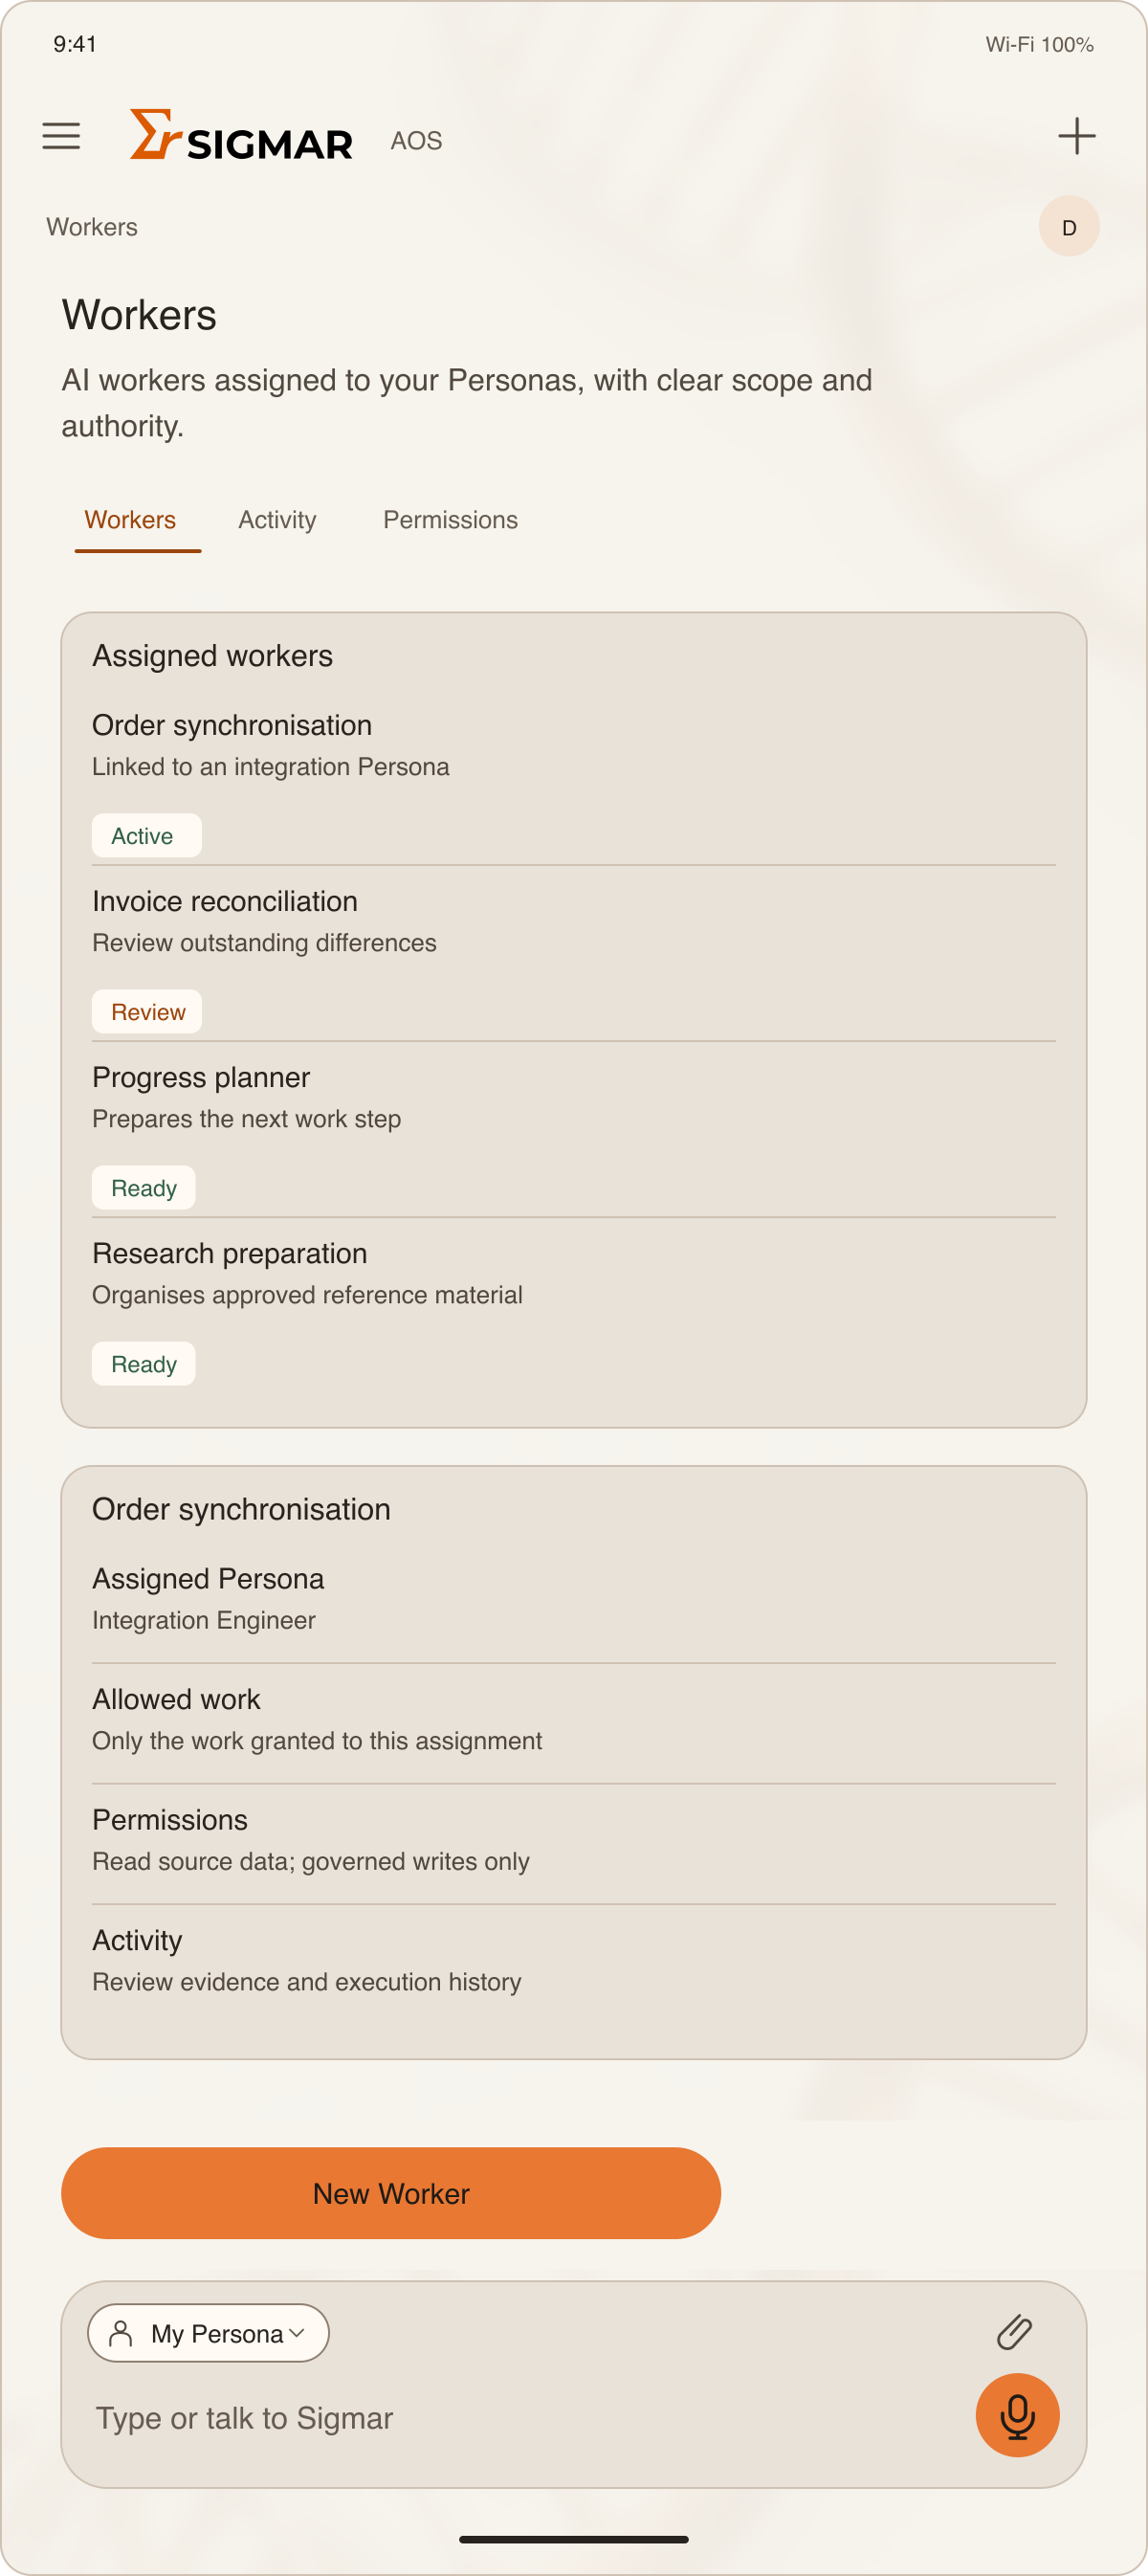 9:41
Wi-Fi 100%
Σr SIGMAR AOS
Workers
D
Workers
AI workers assigned to your Personas, with clear scope and
authority.
Workers
Activity
Permissions
Assigned workers
Order synchronisation
Linked to an integration Persona
Active
Invoice reconciliation
Review outstanding differences
Review
Progress planner
Prepares the next work step
Ready
Research preparation
Organises approved reference material
Ready
Order synchronisation
Assigned Persona
Integration Engineer
Allowed work
Only the work granted to this assignment
Permissions
Read source data; governed writes only
Activity
Review evidence and execution history
New Worker
My Persona
Type or talk to Sigmar